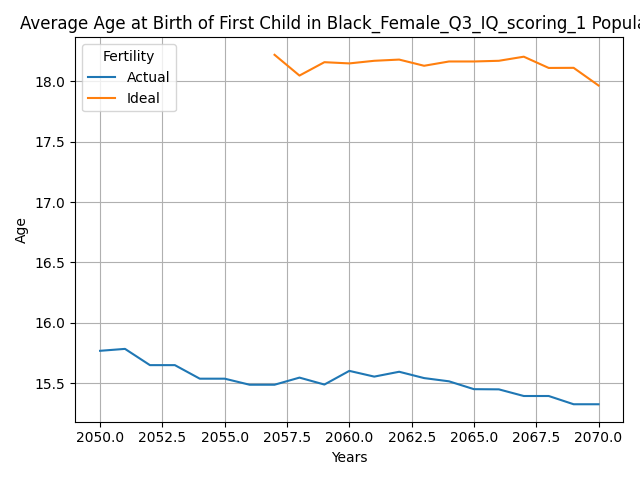 Average Age at Birth of First Child in Black_Female_Q3_IQ_scoring_1 Popula
Fertility
Actual
Ideal
18.0
17.5
17.0
16.5
16.0
15.5
Age
2050.0 2052.5 2055.0 2057.5 2060.0 2062.5 2065.0 2067.5 2070.0
Years